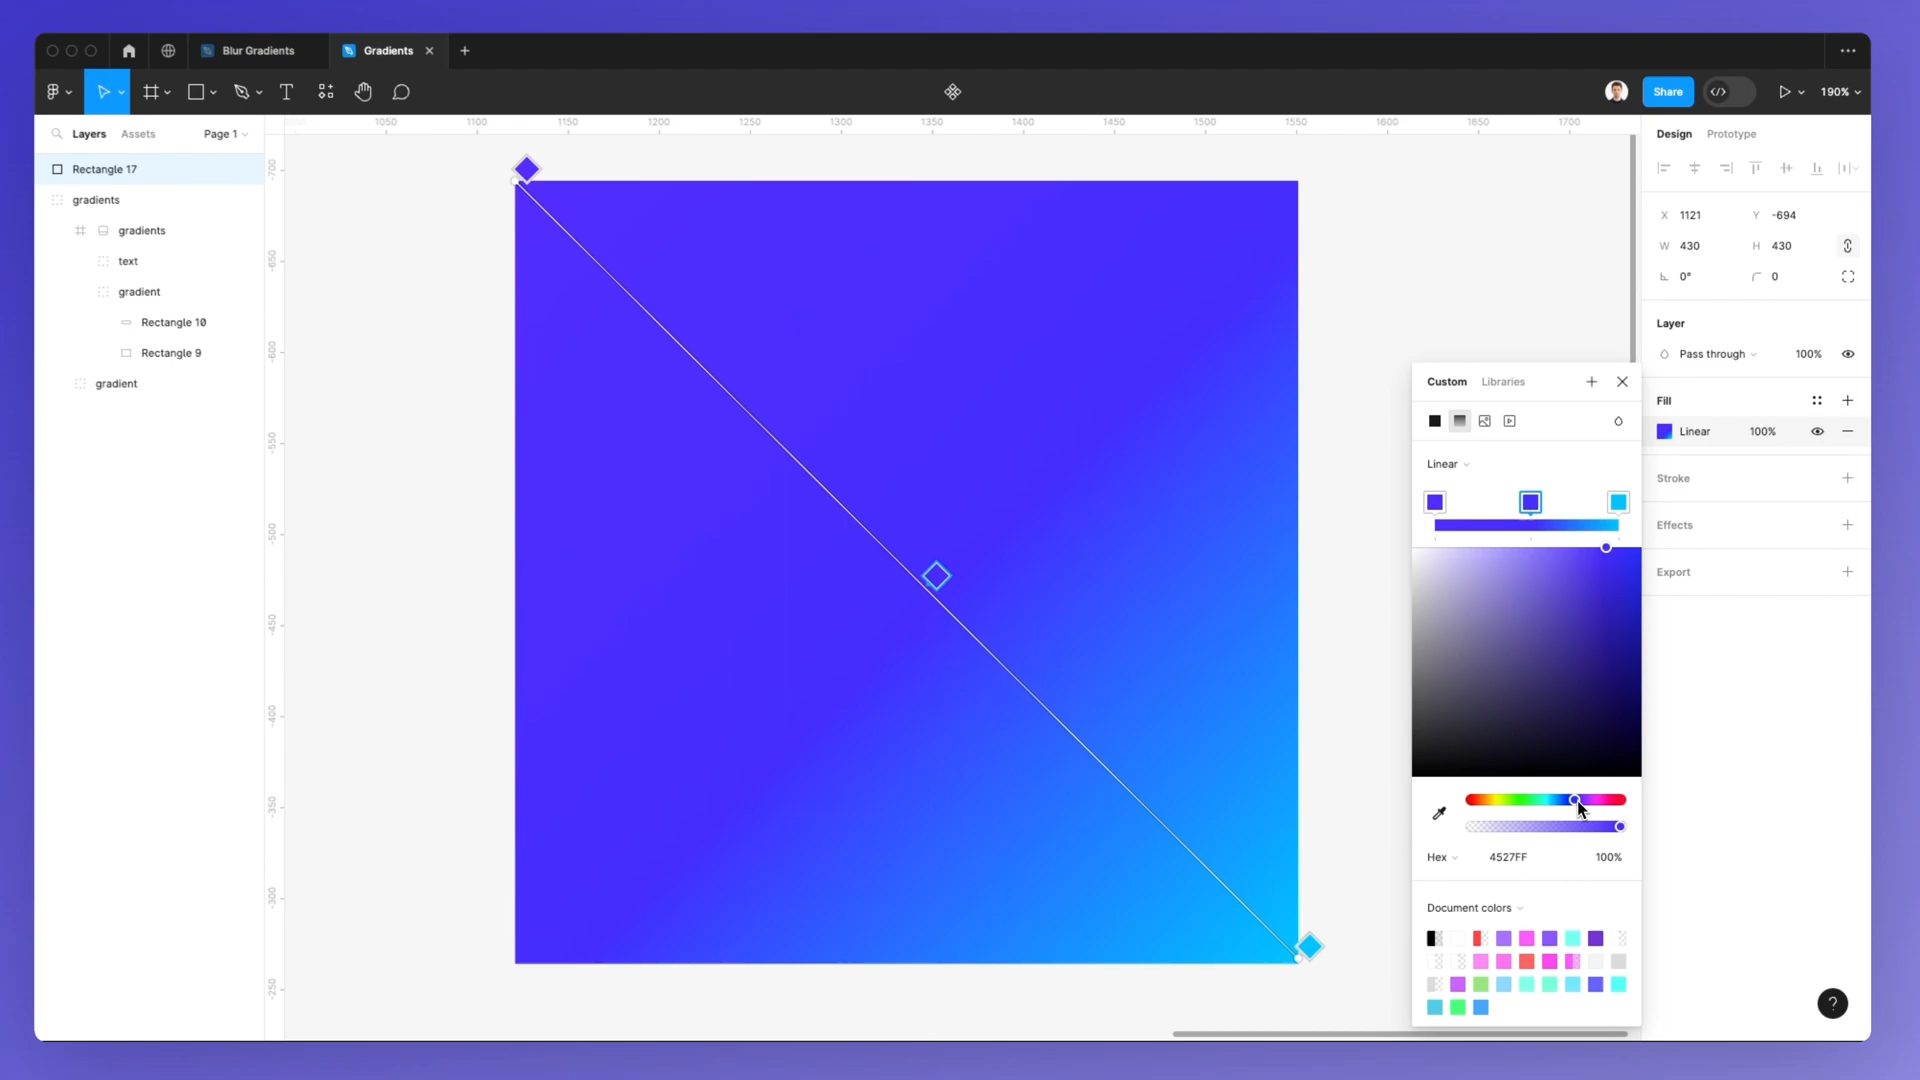 Blur Gradients
Gradients
T
Share
190%
Layers Assets Page 1
1050 1100 1150 1200 1250 1300 1350 1400 1450 1500 1550 1600 1650 1700
-700
-650
-600
-550
-500
-450
-400
-350
-300
-250
Rectangle 17
gradients
gradients
text
gradient
Rectangle 10
Rectangle 9
gradient
Design Prototype
X 1121 Y -694
W 430 H 430
0° 0
Layer
Pass through 100%
Fill
Linear 100%
Stroke
Effects
Export
Custom Libraries
Linear
Hex 4527FF 100%
Document colors
?